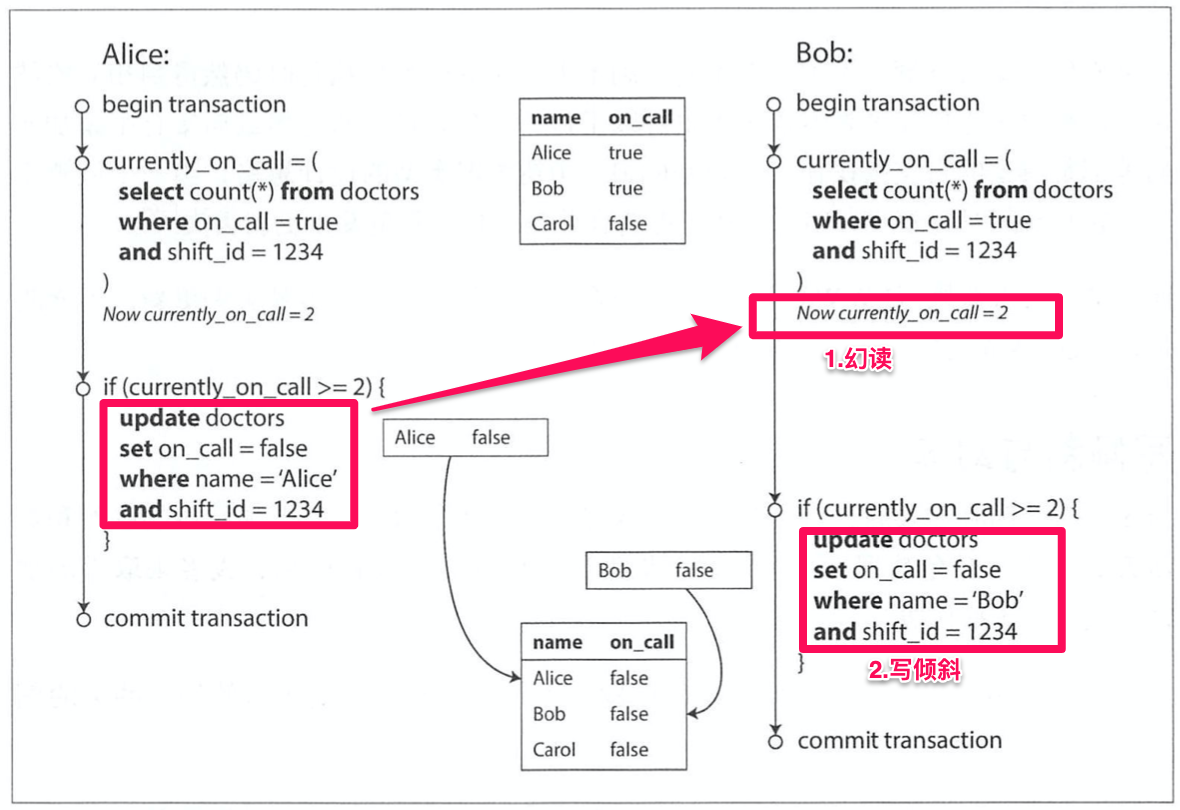 Alice:
begin transaction
currently_on_call = (
select count(*) from doctors
where on_call = true
and shift_id = 1234
)
Now currently_on_call = 2
if (currently_on_call >= 2) {
update doctors
set on_call = false
where name = ‘Alice’
and shift_id = 1234
}
commit transaction
name on_call
Alice true
Bob true
Carol false
Alice false
Bob false
name on_call
Alice false
Bob false
Carol false
Bob:
begin transaction
currently_on_call = (
select count(*) from doctors
where on_call = true
and shift_id = 1234
)
Now currently_on_call = 2
1.幻读
if (currently_on_call >= 2) {
update doctors
set on_call = false
where name = ‘Bob’
and shift_id = 1234
}
2.写倾斜
commit transaction